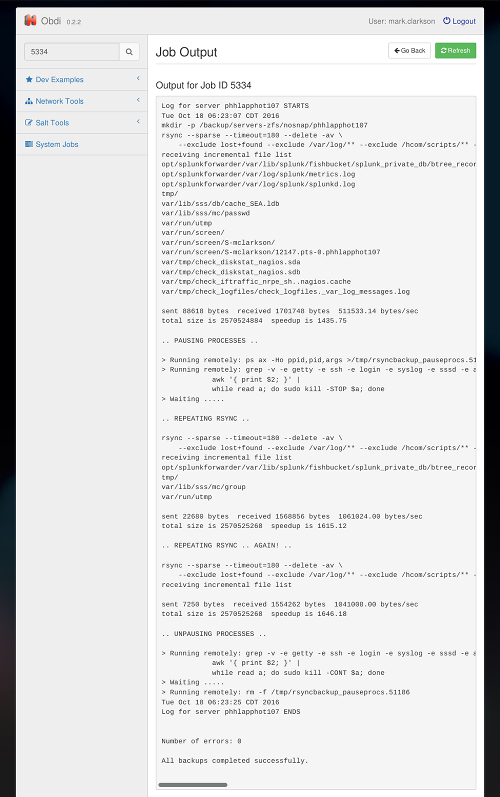 Obdi 0.2.2
User: mark.clarkson Logout
5334
Dev Examples
Network Tools
Salt Tools
System Jobs
Job Output
Go Back
Refresh
Output for Job ID 5334
Log for server phhlapphot107 STARTS
Tue Oct 18 06:23:07 CDT 2016
mkdir -p /backup/servers-zfs/nosnap/phhlapphot107
rsync --sparse --timeout=180 --delete -av \
--exclude lost+found --exclude /var/log/** --exclude /hcom/scripts/** -
receiving incremental file list
opt/splunkforwarder/var/lib/splunk/fishbucket/splunk_private_db/btree_recor
opt/splunkforwarder/var/log/splunk/metrics.log
opt/splunkforwarder/var/log/splunk/splunkd.log
tmp/
var/lib/sss/db/cache_SEA.ldb
var/lib/sss/mc/passwd
var/run/utmp
var/run/screen/
var/run/screen/S-mclarkson/
var/run/screen/S-mclarkson/12147.pts-0.phhlapphot107
var/tmp/check_diskstat_nagios.sda
var/tmp/check_diskstat_nagios.sdb
var/tmp/check_iftraffic_nrpe_sh..nagios.cache
var/tmp/check_logfiles/check_logfiles._var_log_messages.log
sent 88618 bytes  received 1701748 bytes  511533.14 bytes/sec
total size is 2570524884  speedup is 1435.75
.. PAUSING PROCESSES ..
> Running remotely: ps ax -Ho ppid,pid,args >/tmp/rsyncbackup_pauseprocs.51
> Running remotely: grep -v -e getty -e ssh -e login -e syslog -e sssd -e a
awk '{ print $2; }' |
while read a; do sudo kill -STOP $a; done
> Waiting .....
.. REPEATING RSYNC ..
rsync --sparse --timeout=180 --delete -av \
--exclude lost+found --exclude /var/log/** --exclude /hcom/scripts/** -
receiving incremental file list
opt/splunkforwarder/var/lib/splunk/fishbucket/splunk_private_db/btree_recor
tmp/
var/lib/sss/mc/group
var/run/utmp
sent 22680 bytes  received 1568856 bytes  1061024.00 bytes/sec
total size is 2570525268  speedup is 1615.12
.. REPEATING RSYNC .. AGAIN! ..
rsync --sparse --timeout=180 --delete -av \
--exclude lost+found --exclude /var/log/** --exclude /hcom/scripts/** -
receiving incremental file list
sent 7250 bytes  received 1554262 bytes  1041008.00 bytes/sec
total size is 2570525268  speedup is 1646.18
.. UNPAUSING PROCESSES ..
> Running remotely: grep -v -e getty -e ssh -e login -e syslog -e sssd -e a
awk '{ print $2; }' |
while read a; do sudo kill -CONT $a; done
> Waiting .....
> Running remotely: rm -f /tmp/rsyncbackup_pauseprocs.51186
Tue Oct 18 06:23:25 CDT 2016
Log for server phhlapphot107 ENDS
Number of errors: 0
All backups completed successfully.